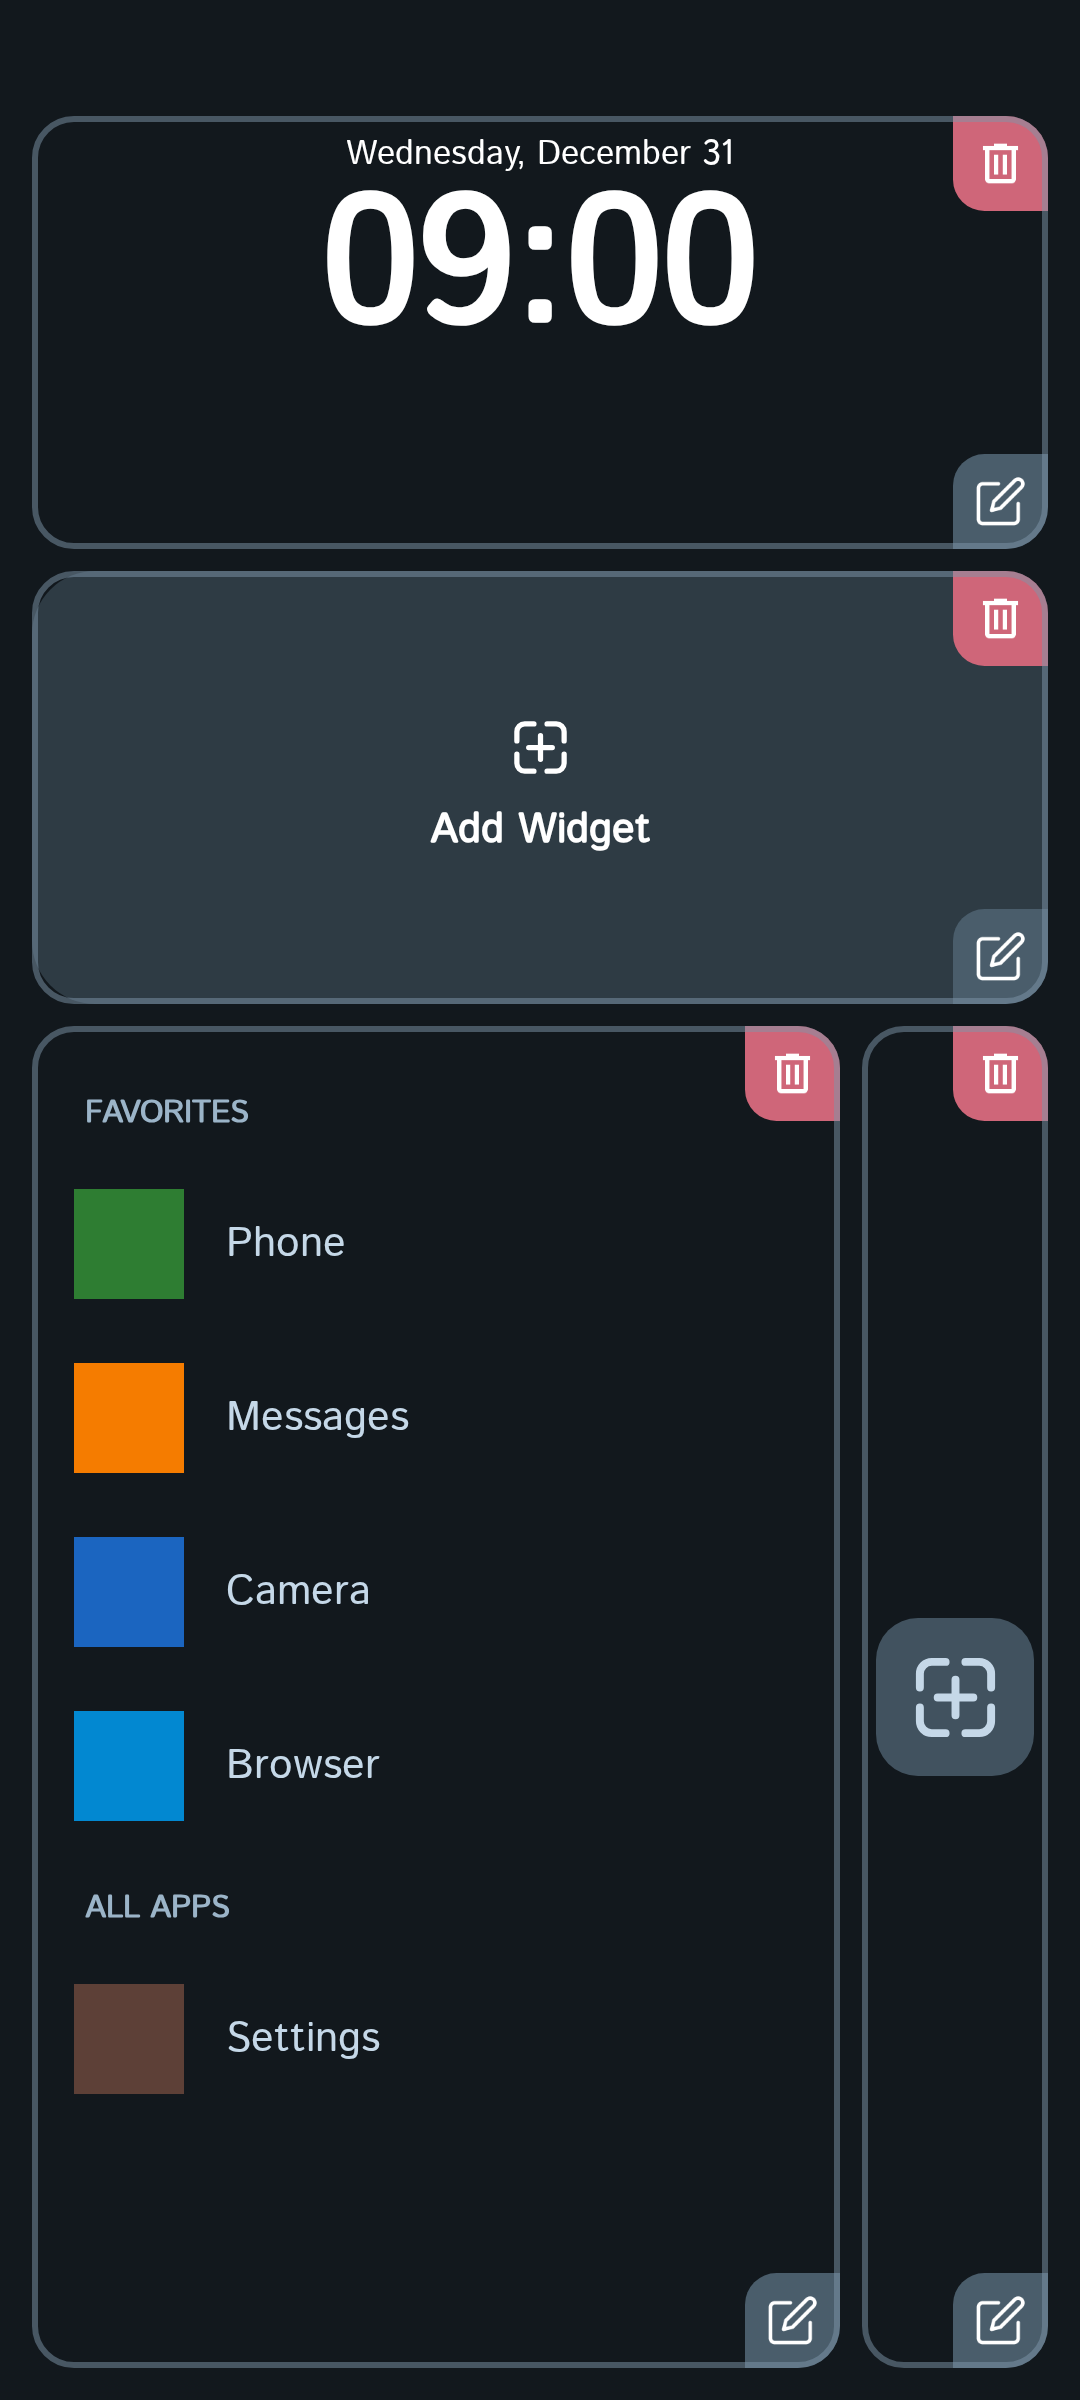 Wednesday, December 31
09:00
Add Widget
FAVORITES
Phone
Messages
Camera
Browser
ALL APPS
Settings